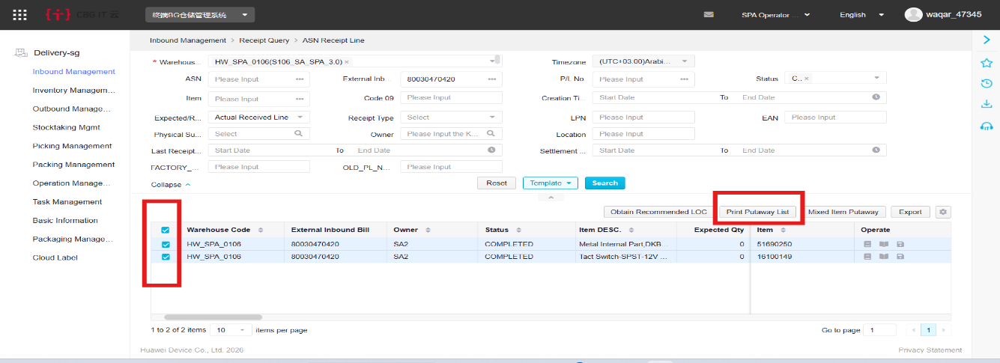 CBG IT 云 终端BG仓储管理系统 SPA Operator ... English waqar_47345
Inbound Management > Receipt Query > ASN Receipt Line
Delivery-sg
Inbound Management
Inventory Managem...
Outbound Manage...
Stocktaking Mgmt
Picking Management
Packing Management
Operation Manage...
Task Management
Basic Information
Packaging Manage...
Cloud Label
* Warehous... HW_SPA_0106(S106_SA_SPA_3.0) × Timezone (UTC+03:00)Arabi...
ASN Please Input ... External Inb... 80030470420 ... P/L No. Please Input ... Status C.. ×
Item Please Input ... Code 09 Please Input Creation Ti... Start Date To End Date
Expected/R... Actual Received Line Receipt Type Select LPN Please Input EAN Please Input
Physical Su... Select Owner Please Input the K... Location Please Input
Last Receipt... Start Date To End Date Settlement ... Start Date To End Date
FACTORY_... Please Input OLD_PL_N... Please Input
Collapse Reset Template Search
Obtain Recommended LOC Print Putaway List Mixed Item Putaway Export
Warehouse Code External Inbound Bill Owner Status Item DESC. Expected Qty Item Operate
HW_SPA_0106 80030470420 SA2 COMPLETED Metal Internal Part,DKB... 0 51690250
HW_SPA_0106 80030470420 SA2 COMPLETED Tact Switch-SPST-12V ... 0 16100149
1 to 2 of 2 items 10 items per page Go to page 1 1
Huawei Device Co., Ltd. 2026 Privacy Statement